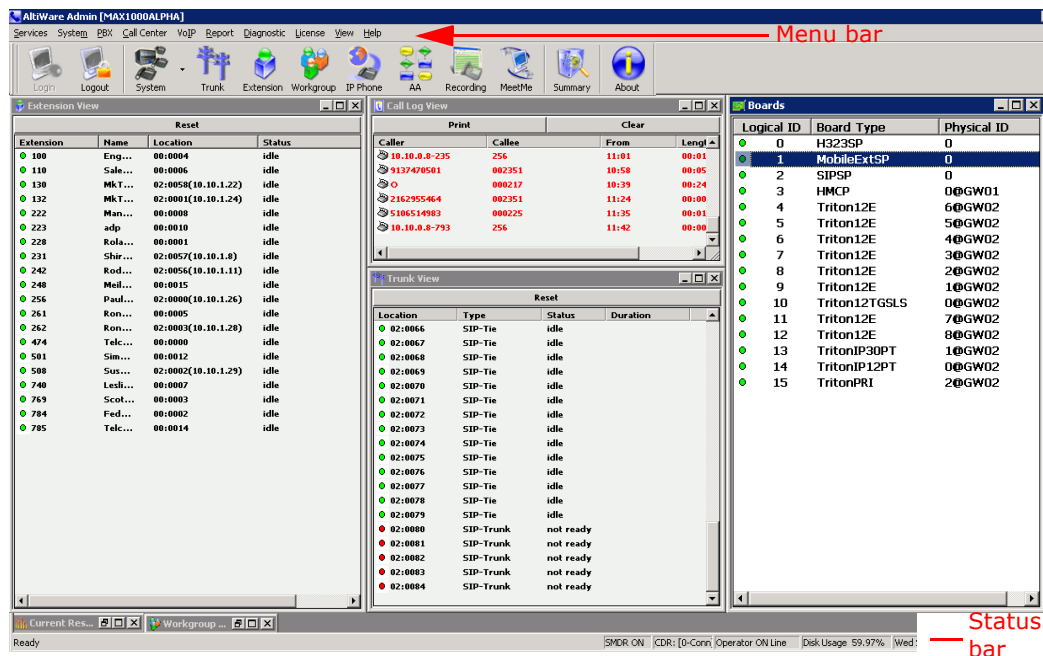 AltiWare Admin [MAX1000ALPHA]
Services System PBX Call Center VoIP Report Diagnostic License View Help
Menu bar
Login Logout System Trunk Extension Workgroup IP Phone AA Recording MeetMe Summary About
Extension View
Reset
Extension Name Location Status
100 Eng... 00:0004 idle
110 Sale... 00:0006 idle
130 MkT... 02:0058(10.10.1.22) idle
132 MkT... 02:0001(10.10.1.24) idle
222 Man... 00:0008 idle
223 adp 00:0010 idle
228 Rola... 00:0001 idle
231 Shir... 02:0057(10.10.1.8) idle
242 Rod... 02:0056(10.10.1.11) idle
248 Meil... 00:0015 idle
256 Paul... 02:0000(10.10.1.26) idle
261 Ron... 00:0005 idle
262 Ron... 02:0003(10.10.1.28) idle
474 Telc... 00:0000 idle
501 Sim... 00:0012 idle
508 Sus... 02:0002(10.10.1.29) idle
740 Lesli... 00:0007 idle
769 Scot... 00:0003 idle
784 Fed... 00:0002 idle
785 Telc... 00:0014 idle
Call Log View
Print Clear
Caller Callee From Lengt
10.10.0.8-235 256 11:01 00:01
9137470501 002351 10:58 00:05
O 000217 10:39 00:24
2162955464 002351 11:24 00:00
5106514983 000225 11:35 00:01
10.10.0.8-793 256 11:42 00:00
Trunk View
Reset
Location Type Status Duration
02:0066 SIP-Tie idle
02:0067 SIP-Tie idle
02:0068 SIP-Tie idle
02:0069 SIP-Tie idle
02:0070 SIP-Tie idle
02:0071 SIP-Tie idle
02:0072 SIP-Tie idle
02:0073 SIP-Tie idle
02:0074 SIP-Tie idle
02:0075 SIP-Tie idle
02:0076 SIP-Tie idle
02:0077 SIP-Tie idle
02:0078 SIP-Tie idle
02:0079 SIP-Tie idle
02:0080 SIP-Trunk not ready
02:0081 SIP-Trunk not ready
02:0082 SIP-Trunk not ready
02:0083 SIP-Trunk not ready
02:0084 SIP-Trunk not ready
Boards
Logical ID Board Type Physical ID
0 H323SP 0
1 MobileExtSP 0
2 SIPSP 0
3 HMCP 0@GW01
4 Triton12E 6@GW02
5 Triton12E 5@GW02
6 Triton12E 4@GW02
7 Triton12E 3@GW02
8 Triton12E 2@GW02
9 Triton12E 1@GW02
10 Triton12TGSLS 0@GW02
11 Triton12E 7@GW02
12 Triton12E 8@GW02
13 TritonIP30PT 1@GW02
14 TritonIP12PT 0@GW02
15 TritonPRI 2@GW02
Current Res... Workgroup ...
Ready
SMDR ON CDR: [0-Conn Operator ON Line Disk Usage 59.97% Wed
Status
bar